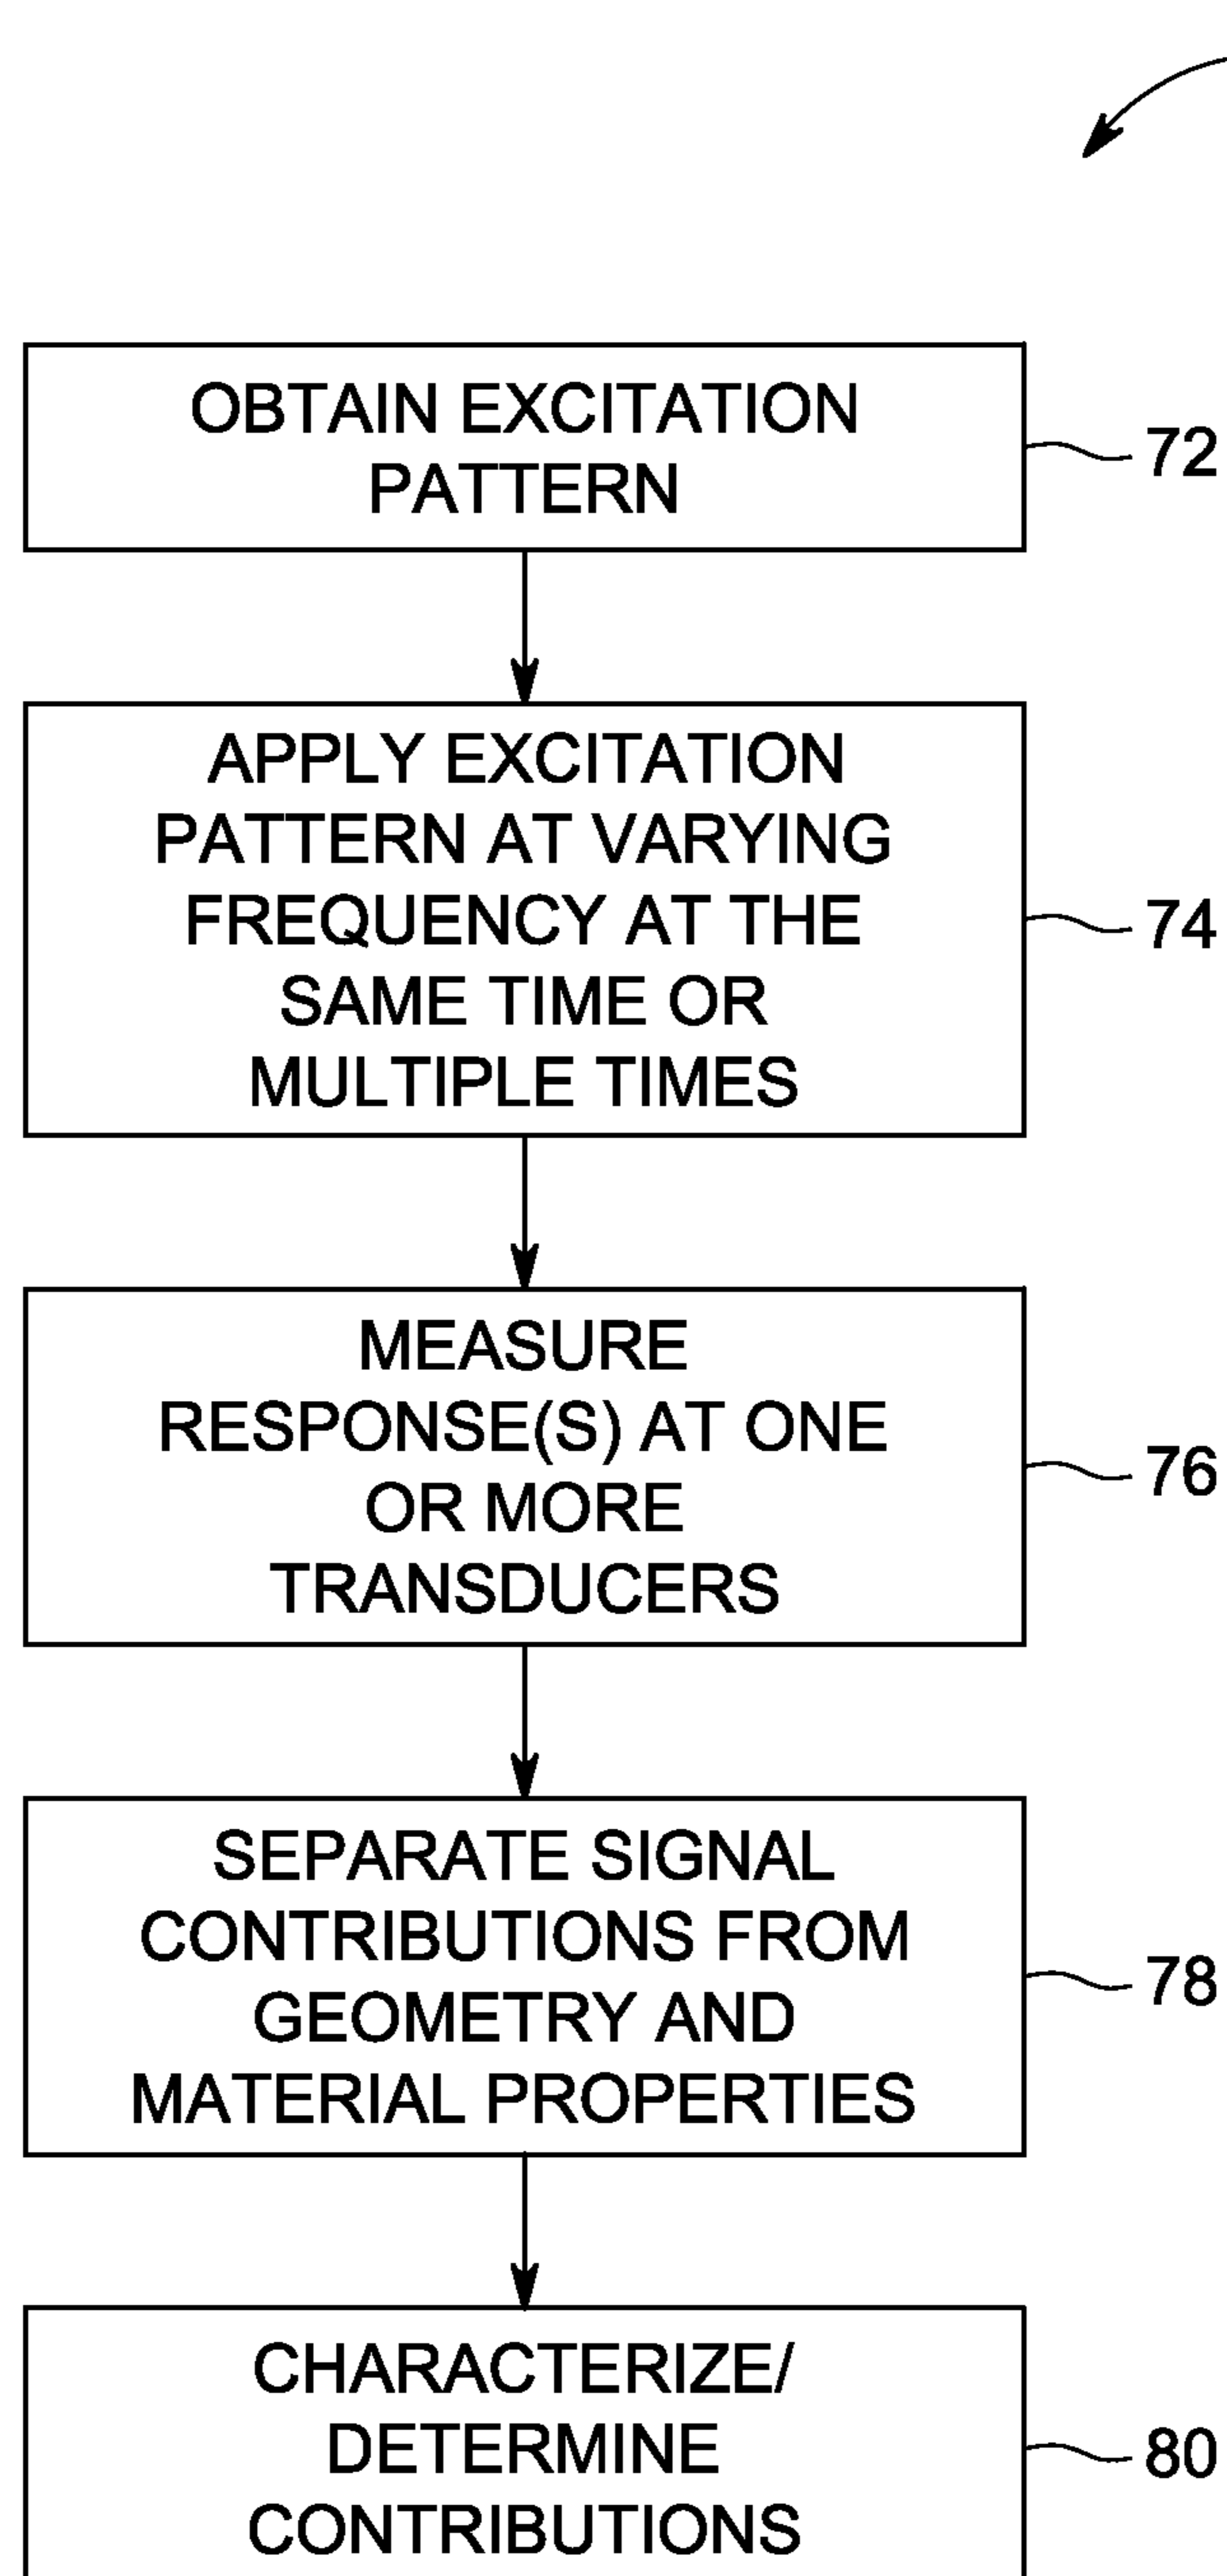 OBTAIN EXCITATION
PATTERN
72
APPLY EXCITATION
PATTERN AT VARYING
FREQUENCY AT THE
SAME TIME OR
MULTIPLE TIMES
74
MEASURE
RESPONSE(S) AT ONE
OR MORE
TRANSDUCERS
76
SEPARATE SIGNAL
CONTRIBUTIONS FROM
GEOMETRY AND
MATERIAL PROPERTIES
78
CHARACTERIZE/
DETERMINE
CONTRIBUTIONS
80